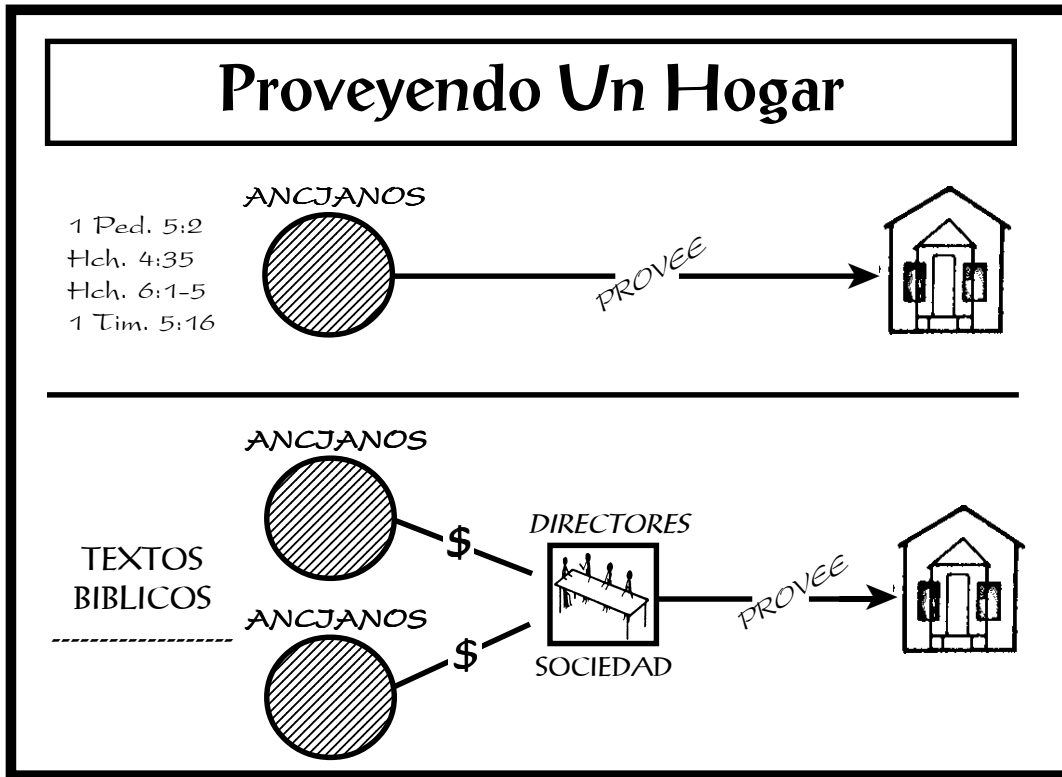 Proveyendo Un Hogar
ANCIANOS
1 Ped. 5:2
Hch. 4:35
Hch. 6:1-5
1 Tim. 5:16
PROVEE
ANCIANOS
$
DIRECTORES
TEXTOS
BIBLICOS
PROVEE
ANCIANOS
$
SOCIEDAD